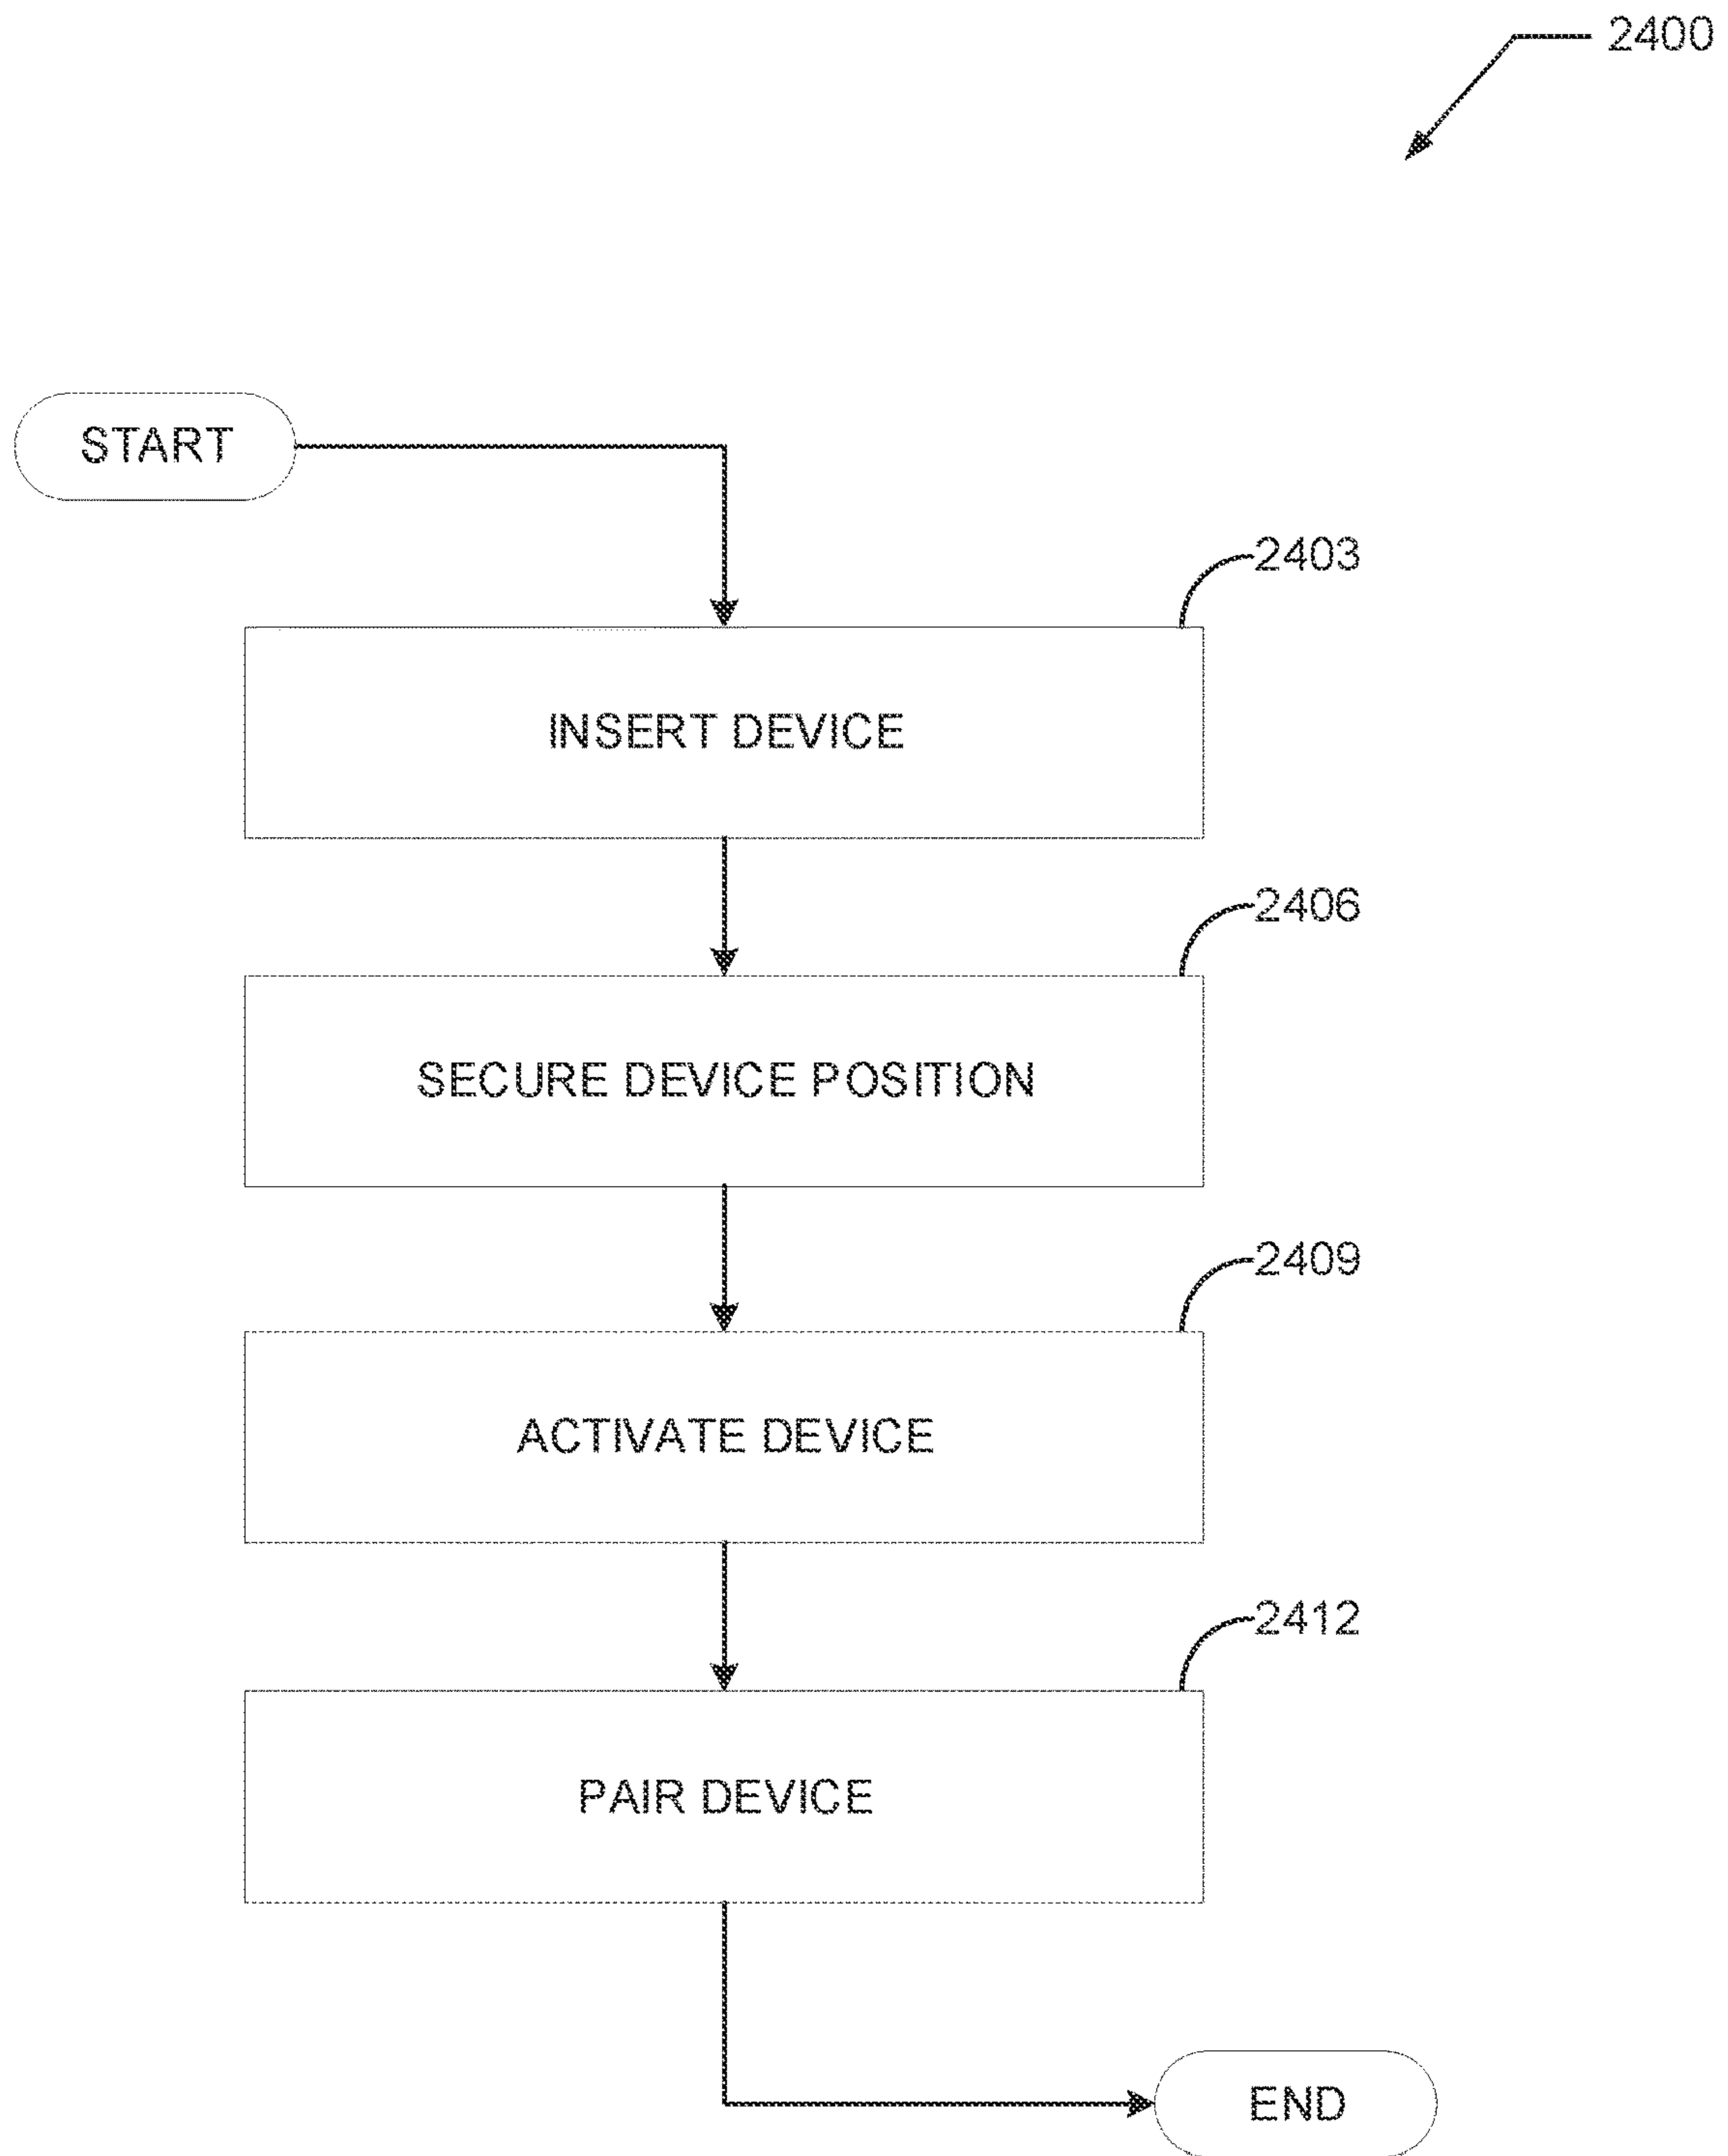 2400
START
2403
INSERT DEVICE
2406
SECURE DEVICE POSITION
2409
ACTIVATE DEVICE
2412
PAIR DEVICE
END